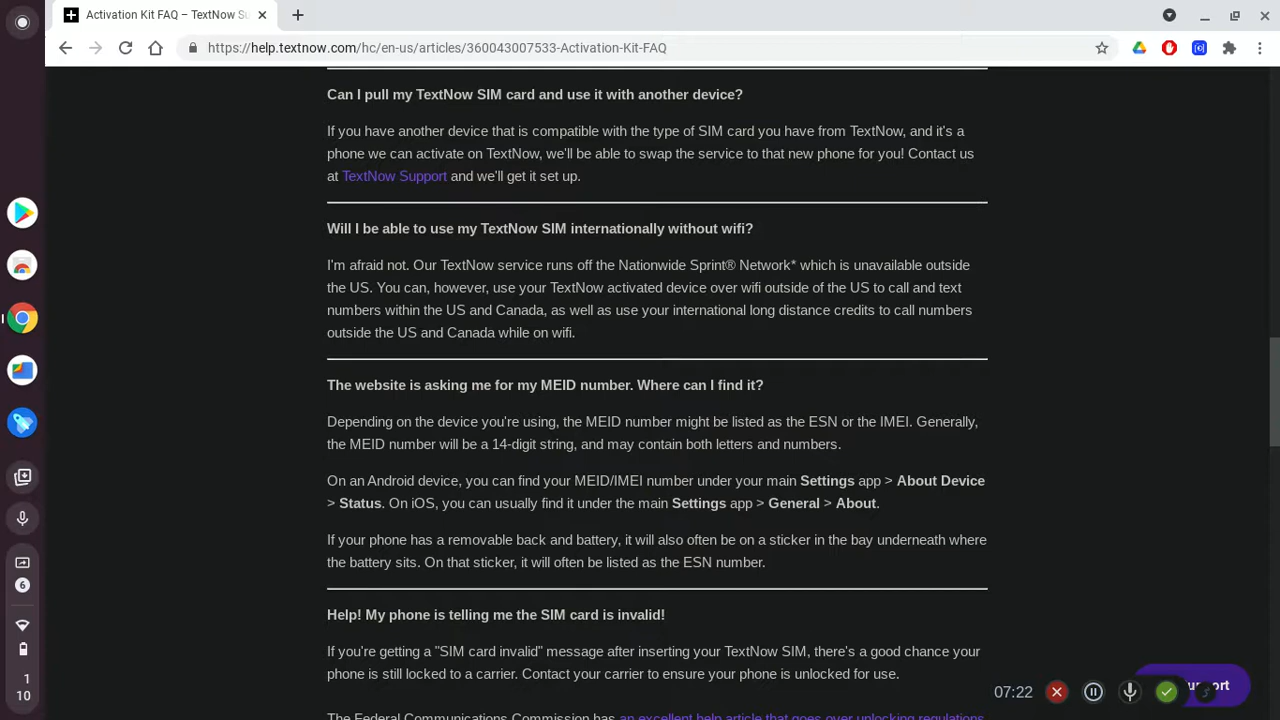 Activation Kit FAQ – TextNow Su
https://help.textnow.com/hc/en-us/articles/360043007533-Activation-Kit-FAQ
Can I pull my TextNow SIM card and use it with another device?
If you have another device that is compatible with the type of SIM card you have from TextNow, and it's a
phone we can activate on TextNow, we'll be able to swap the service to that new phone for you! Contact us
at TextNow Support and we'll get it set up.
Will I be able to use my TextNow SIM internationally without wifi?
I'm afraid not. Our TextNow service runs off the Nationwide Sprint® Network* which is unavailable outside
the US. You can, however, use your TextNow activated device over wifi outside of the US to call and text
numbers within the US and Canada, as well as use your international long distance credits to call numbers
outside the US and Canada while on wifi.
The website is asking me for my MEID number. Where can I find it?
Depending on the device you're using, the MEID number might be listed as the ESN or the IMEI. Generally,
the MEID number will be a 14-digit string, and may contain both letters and numbers.
On an Android device, you can find your MEID/IMEI number under your main Settings app > About Device
> Status. On iOS, you can usually find it under the main Settings app > General > About.
If your phone has a removable back and battery, it will also often be on a sticker in the bay underneath where
the battery sits. On that sticker, it will often be listed as the ESN number.
Help! My phone is telling me the SIM card is invalid!
If you're getting a "SIM card invalid" message after inserting your TextNow SIM, there's a good chance your
phone is still locked to a carrier. Contact your carrier to ensure your phone is unlocked for use.
The Federal Communications Commission has an excellent help article that goes over unlocking regulations
6
1
10
07:22